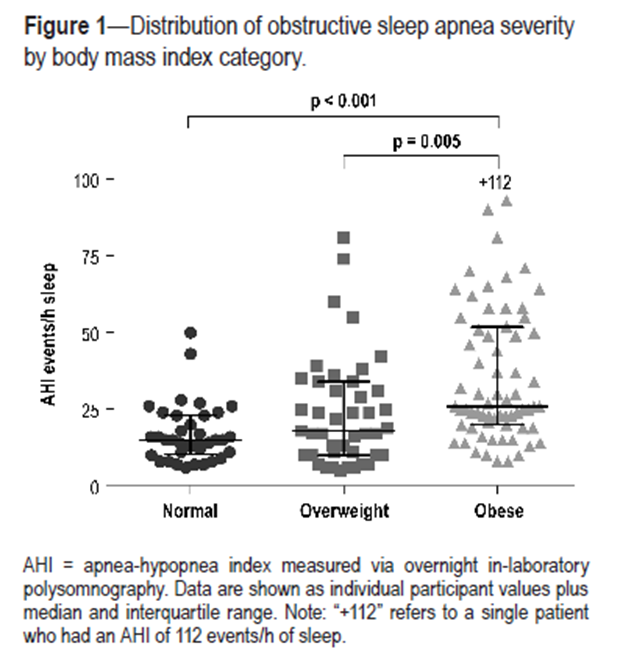 Figure 1—Distribution of obstructive sleep apnea severity
by body mass index category.
p < 0.001
p = 0.005
+112
100
75
50
25
0
AHI events/h sleep
Normal Overweight Obese
AHI = apnea-hypopnea index measured via overnight in-laboratory
polysomnography. Data are shown as individual participant values plus
median and interquartile range. Note: “+112” refers to a single patient
who had an AHI of 112 events/h of sleep.